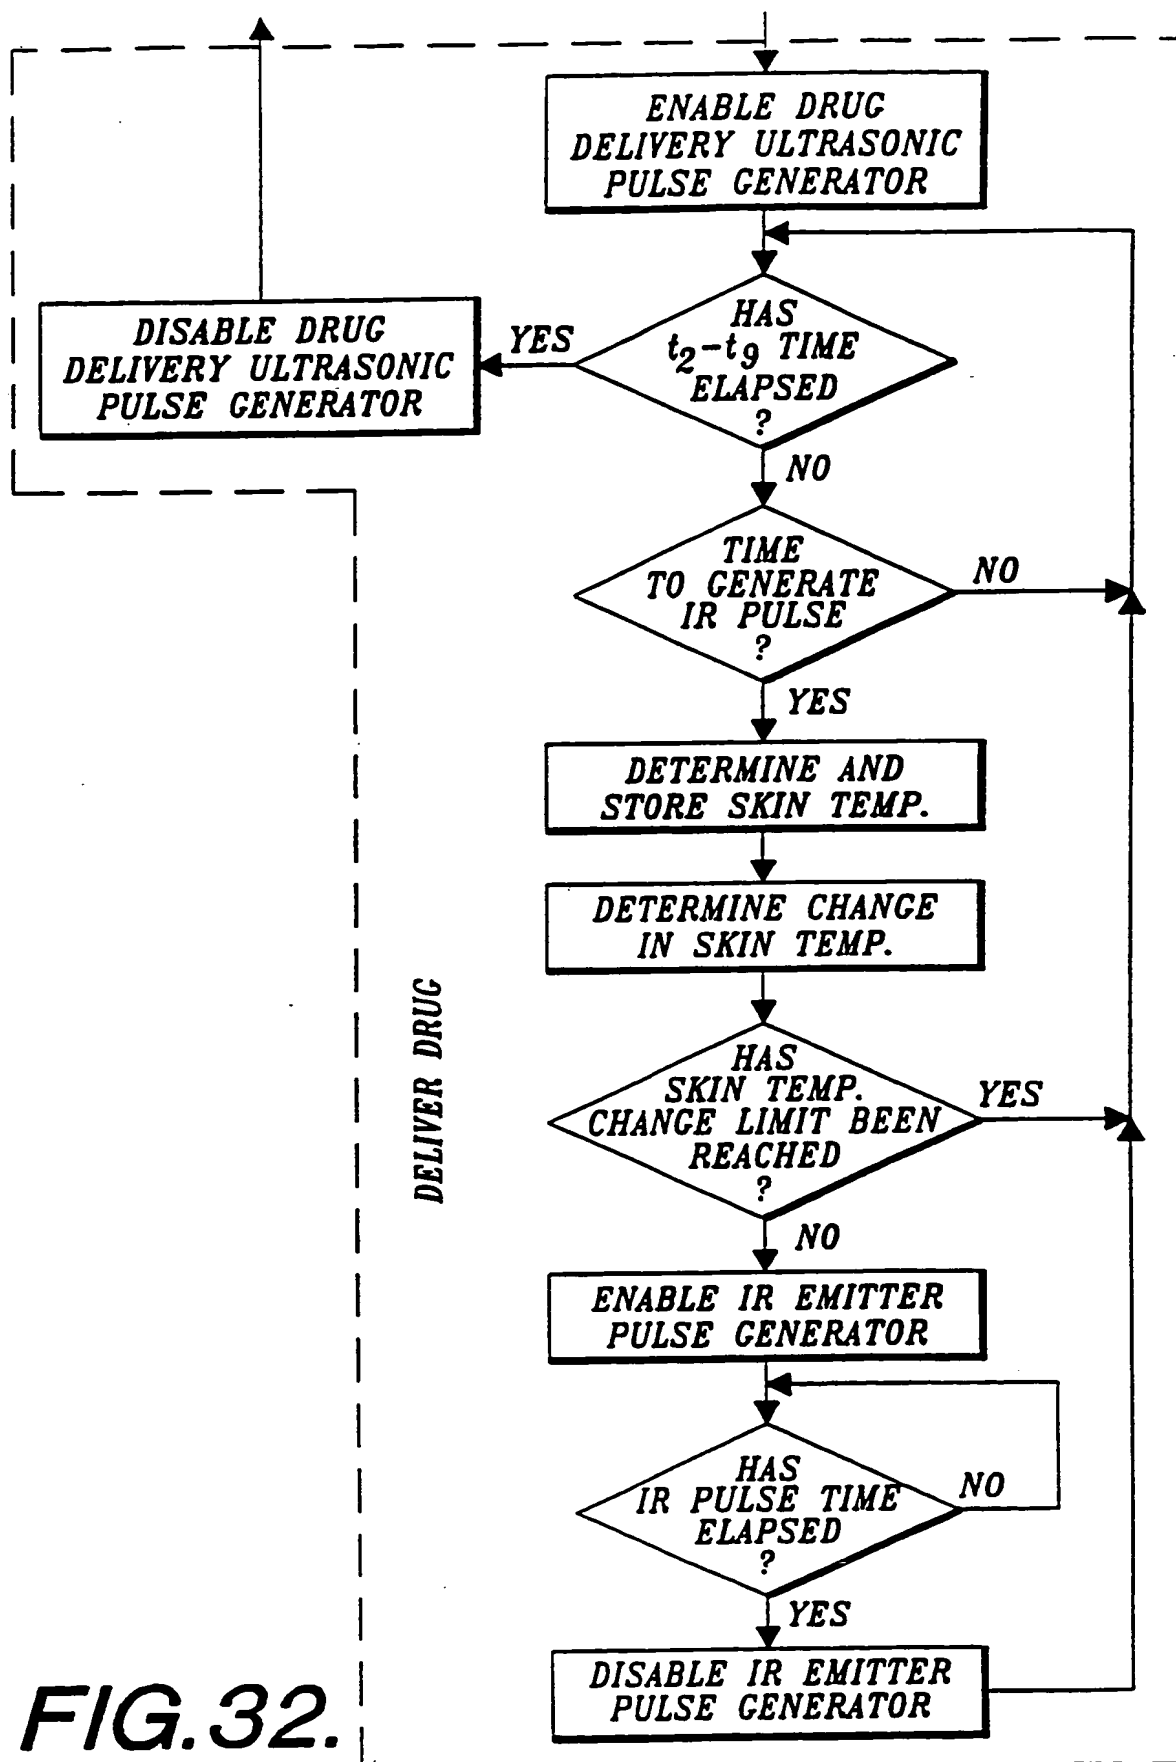 ENABLE DRUG
DELIVERY ULTRASONIC
PULSE GENERATOR
DISABLE DRUG
DELIVERY ULTRASONIC
PULSE GENERATOR
YES
HAS
t2-t9 TIME
ELAPSED
?
NO
TIME
TO GENERATE
IR PULSE
?
NO
YES
DETERMINE AND
STORE SKIN TEMP.
DETERMINE CHANGE
IN SKIN TEMP.
DELIVER DRUG
HAS
SKIN TEMP.
CHANGE LIMIT BEEN
REACHED
?
YES
NO
ENABLE IR EMITTER
PULSE GENERATOR
HAS
IR PULSE TIME
ELAPSED
?
NO
YES
DISABLE IR EMITTER
PULSE GENERATOR
FIG.32.